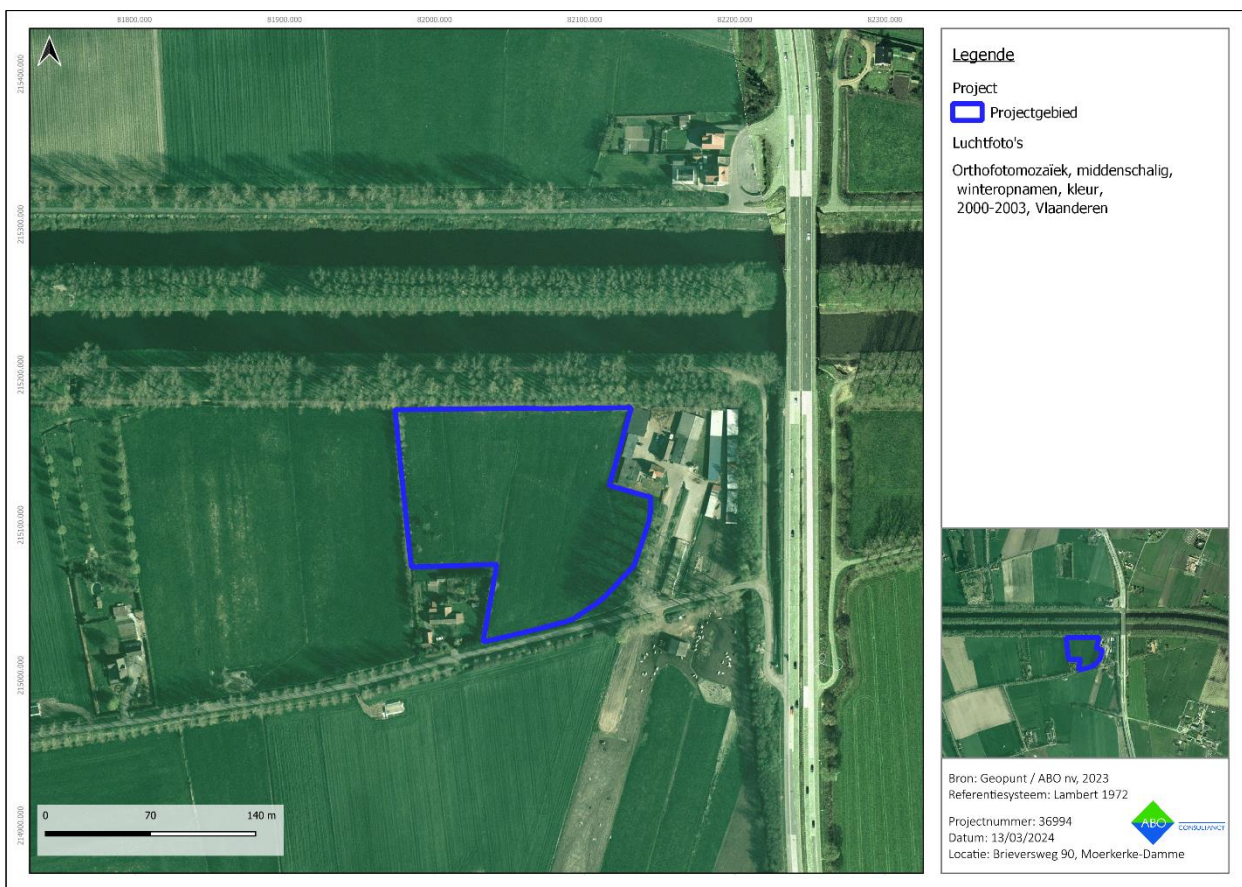 81800.000 81900.000 82000.000 82100.000 82200.000 82300.000
215400.000
215300.000
215200.000
215100.000
215000.000
214900.000
0 70 140 m
Legende
Project
Projectgebied
Luchtfoto's
Orthofotomozaïek, middenschalig,
winteropnamen, kleur,
2000-2003, Vlaanderen
Bron: Geopunt / ABO nv, 2023
Referentiesysteem: Lambert 1972
Projectnummer: 36994
Datum: 13/03/2024
Locatie: Brieversweg 90, Moerkerke-Damme
ABO
CONSULTANCY